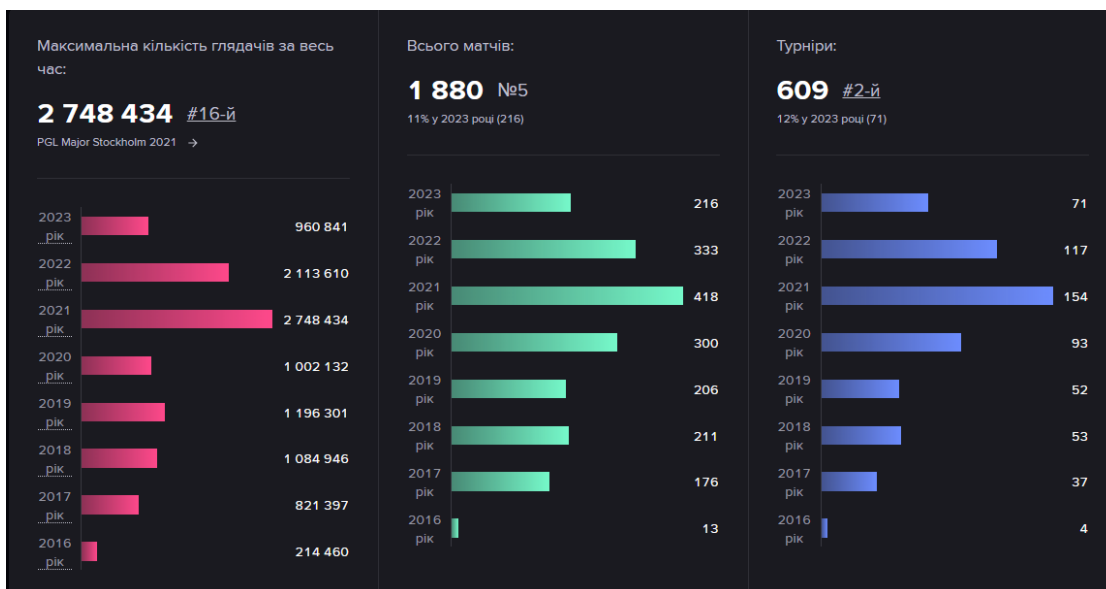 Максимальна кількість глядачів за весь
час:
2 748 434 #16-й
PGL Major Stockholm 2021 →
2023
рік
960 841
2022
рік
2 113 610
2021
рік
2 748 434
2020
рік
1 002 132
2019
рік
1 196 301
2018
рік
1 084 946
2017
рік
821 397
2016
рік
214 460
Всього матчів:
1 880 №5
11% у 2023 році (216)
2023
рік
216
2022
рік
333
2021
рік
418
2020
рік
300
2019
рік
206
2018
рік
211
2017
рік
176
2016
рік
13
Турніри:
609 #2-й
12% у 2023 році (71)
2023
рік
71
2022
рік
117
2021
рік
154
2020
рік
93
2019
рік
52
2018
рік
53
2017
рік
37
2016
рік
4